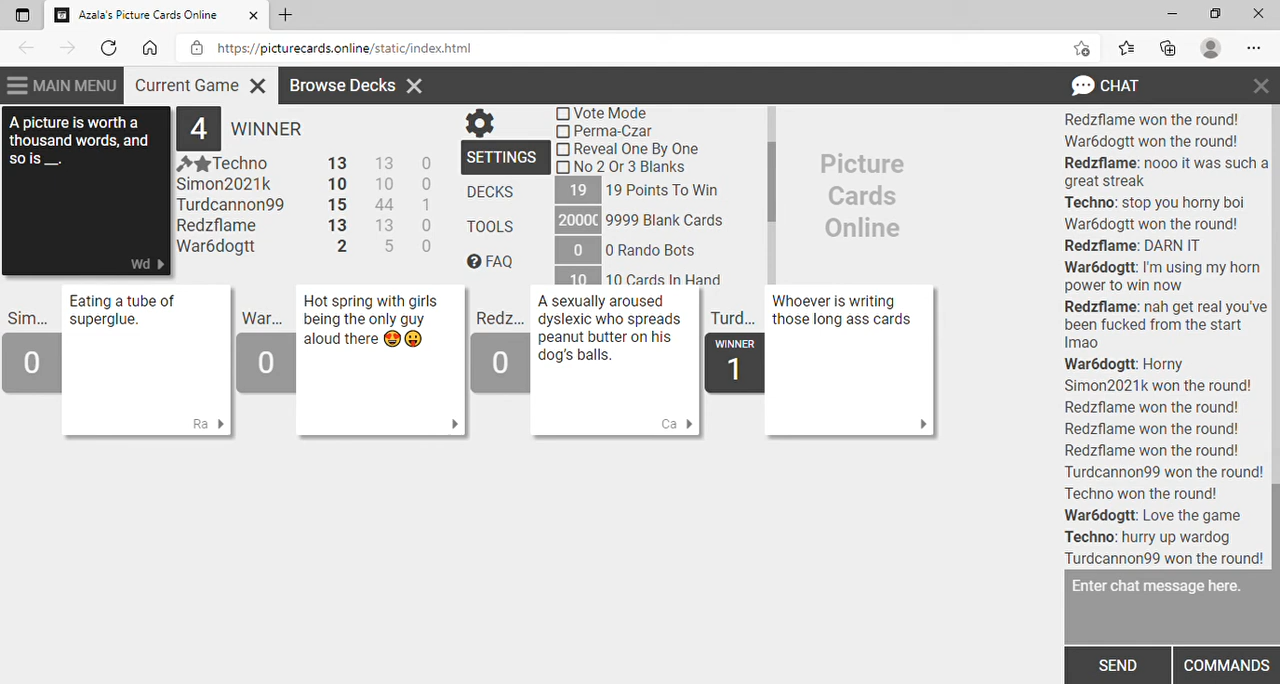 Azala's Picture Cards Online
https://picturecards.online/static/index.html
MAIN MENU
Current Game
Browse Decks
CHAT
A picture is worth a
thousand words, and
so is __.
Wd
4 WINNER
Techno 13 13 0
Simon2021k 10 10 0
Turdcannon99 15 44 1
Redzflame 13 13 0
War6dogtt 2 5 0
SETTINGS
DECKS
TOOLS
? FAQ
Vote Mode
Perma-Czar
Reveal One By One
No 2 Or 3 Blanks
19 19 Points To Win
20000 9999 Blank Cards
0 0 Rando Bots
10 10 Cards In Hand
Picture
Cards
Online
Sim...
0
Eating a tube of
superglue.
Ra
War...
0
Hot spring with girls
being the only guy
aloud there 😍😛
Redz...
0
A sexually aroused
dyslexic who spreads
peanut butter on his
dog’s balls.
Ca
Turd...
WINNER
1
Whoever is writing
those long ass cards
Redzflame won the round!
War6dogtt won the round!
Redzflame: nooo it was such a
great streak
Techno: stop you horny boi
War6dogtt won the round!
Redzflame: DARN IT
War6dogtt: I'm using my horn
power to win now
Redzflame: nah get real you've
been fucked from the start
lmao
War6dogtt: Horny
Simon2021k won the round!
Redzflame won the round!
Redzflame won the round!
Redzflame won the round!
Turdcannon99 won the round!
Techno won the round!
War6dogtt: Love the game
Techno: hurry up wardog
Turdcannon99 won the round!
Enter chat message here.
SEND
COMMANDS